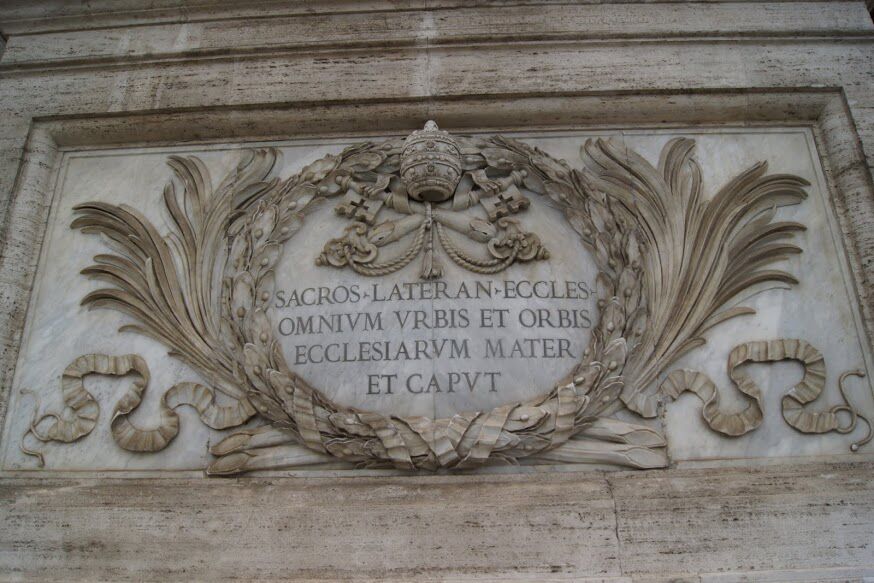 SACROS · LATERAN · ECCLES ·
OMNIVM VRBIS ET ORBIS
ECCLESIARVM MATER
ET CAPVT